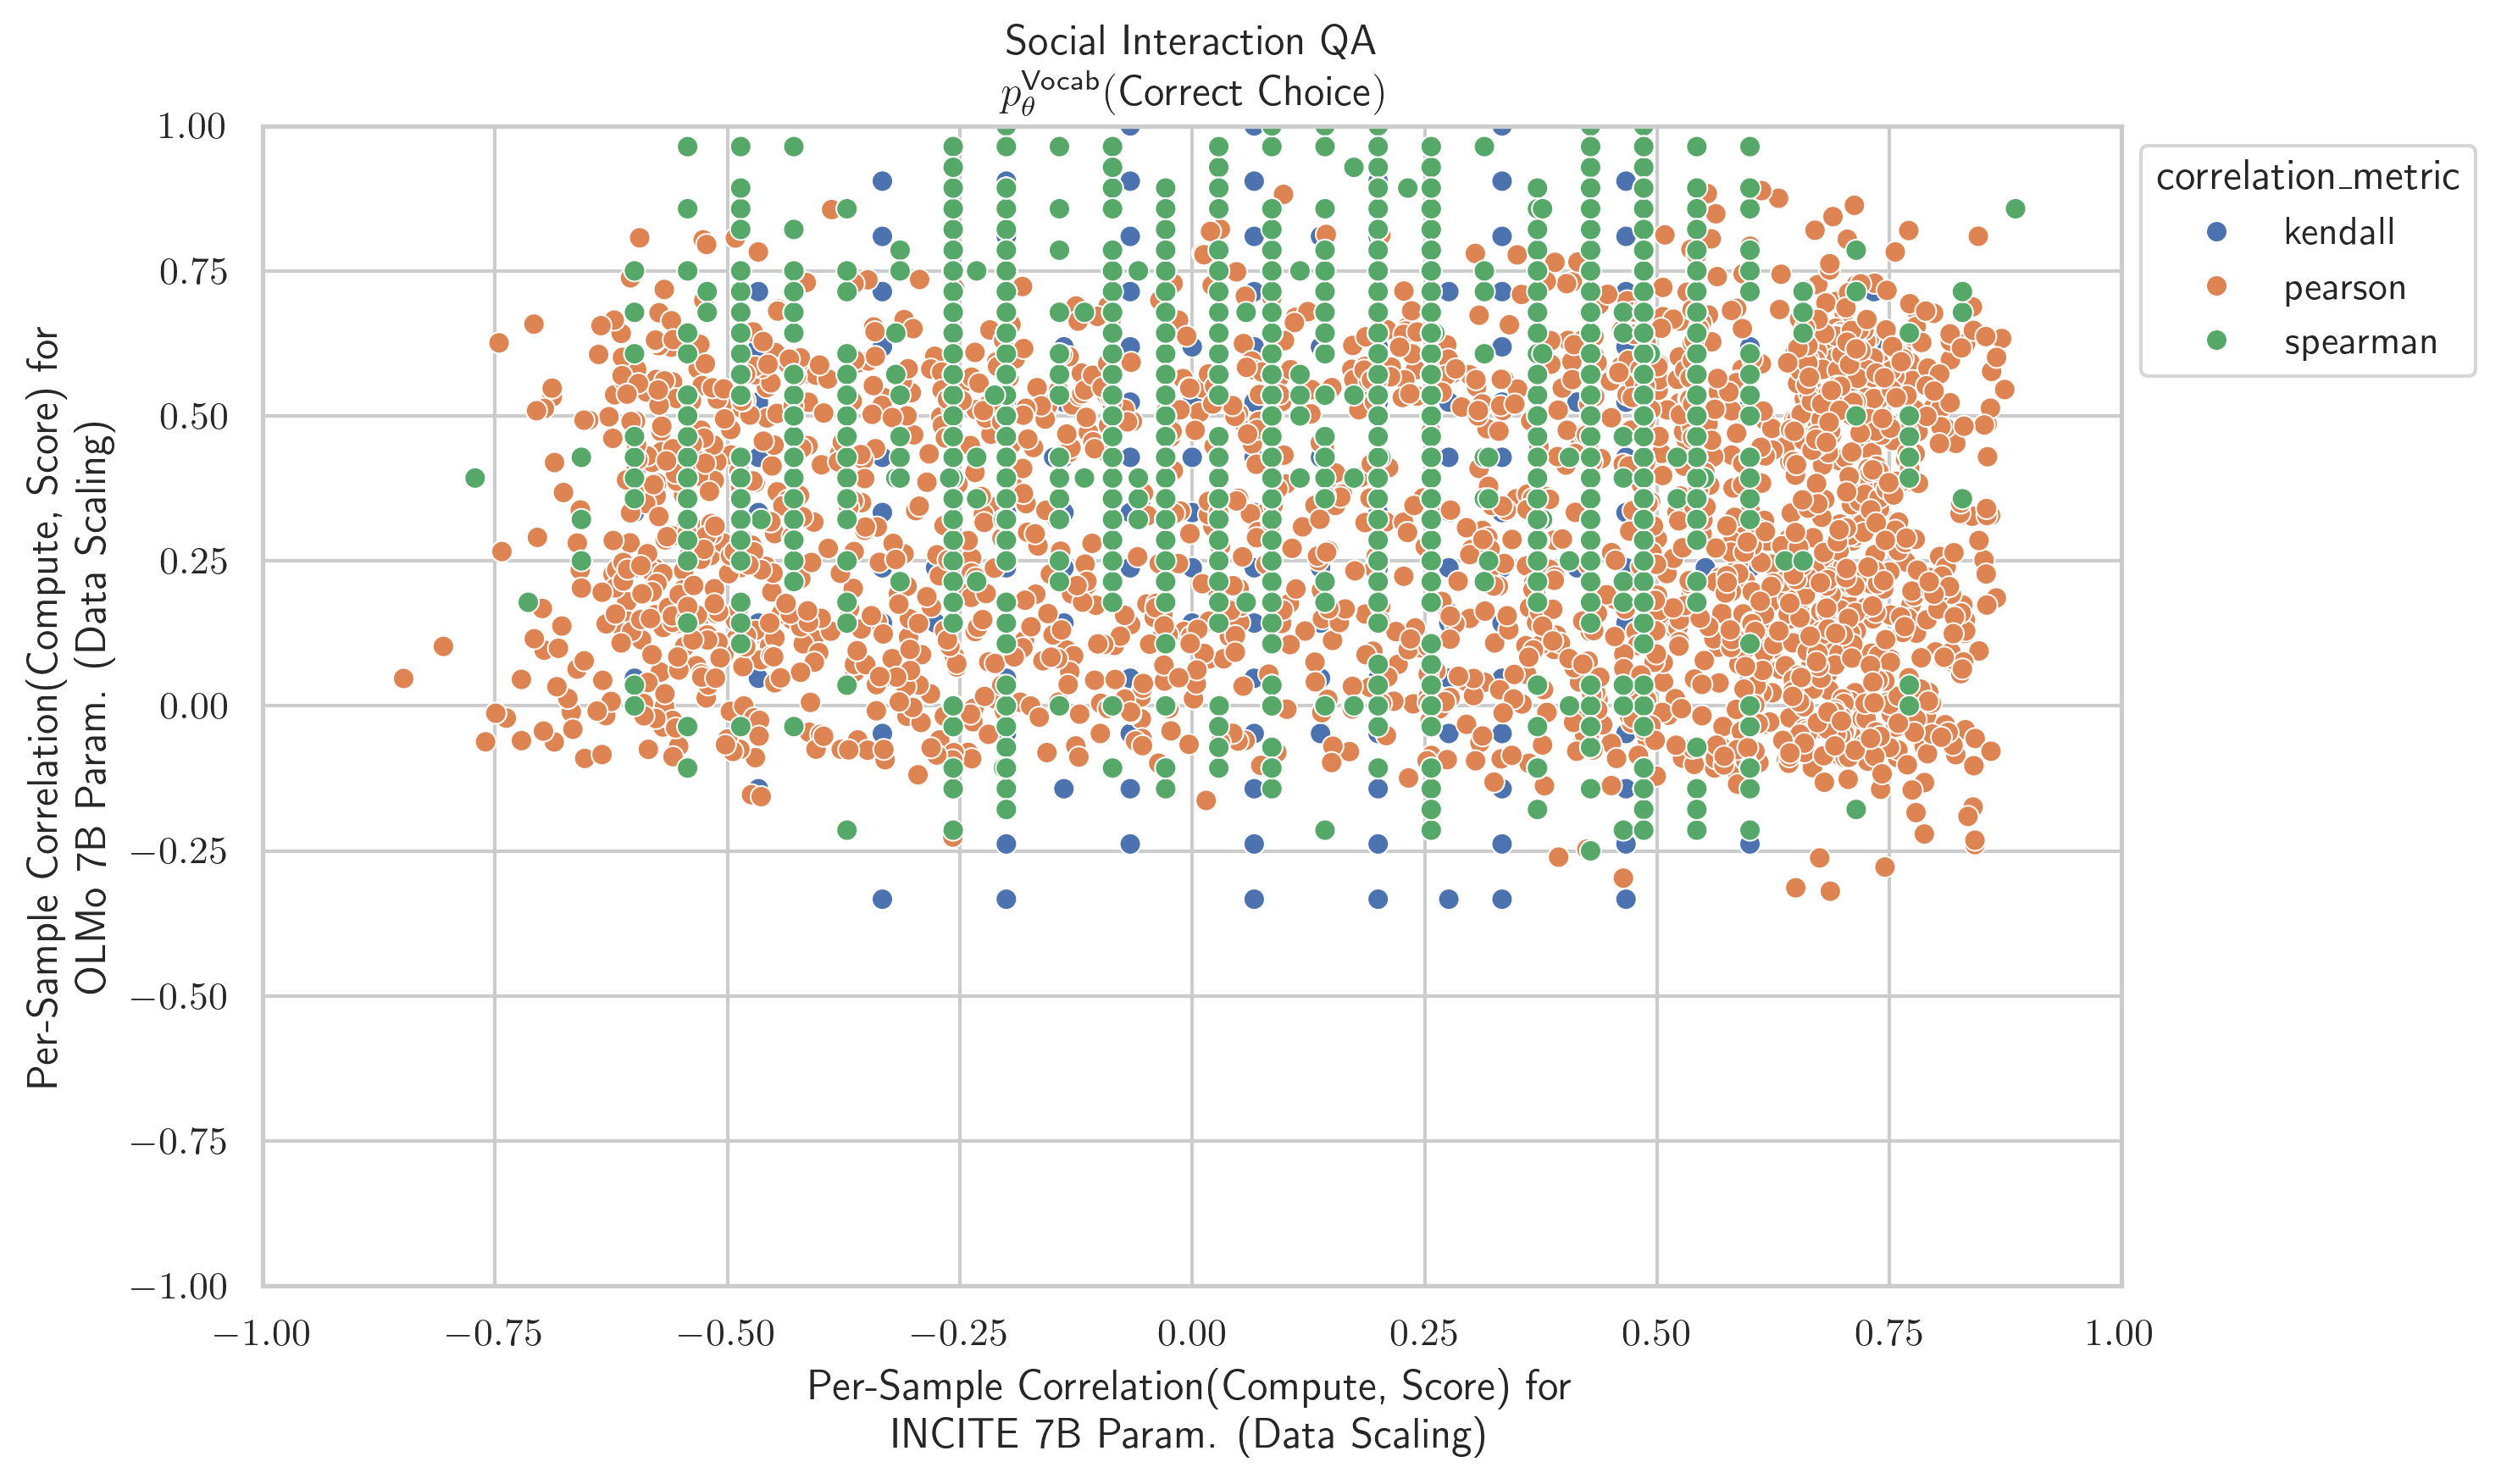 Social Interaction QA
p_θ^Vocab(Correct Choice)
1.00
0.75
0.50
0.25
0.00
−0.25
−0.50
−0.75
−1.00
Per-Sample Correlation(Compute, Score) for
OLMo 7B Param. (Data Scaling)
correlation_metric
kendall
pearson
spearman
−1.00 −0.75 −0.50 −0.25 0.00 0.25 0.50 0.75 1.00
Per-Sample Correlation(Compute, Score) for
INCITE 7B Param. (Data Scaling)